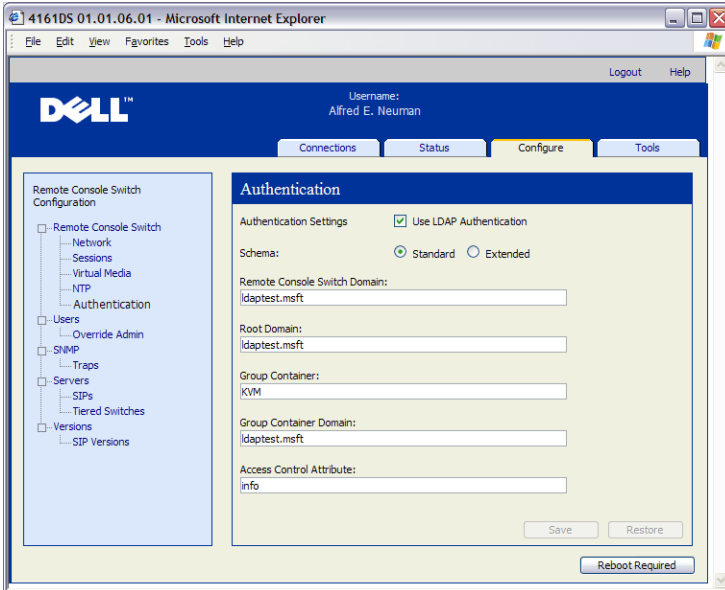 4161DS 01.01.06.01 - Microsoft Internet Explorer
File Edit View Favorites Tools Help
Logout Help
DELL™
Username:
Alfred E. Neuman
Connections Status Configure Tools
Remote Console Switch
Configuration
Remote Console Switch
Network
Sessions
Virtual Media
NTP
Authentication
Users
Override Admin
SNMP
Traps
Servers
SIPs
Tiered Switches
Versions
SIP Versions
Authentication
Authentication Settings Use LDAP Authentication
Schema: Standard Extended
Remote Console Switch Domain:
ldaptest.msft
Root Domain:
ldaptest.msft
Group Container:
KVM
Group Container Domain:
ldaptest.msft
Access Control Attribute:
info
Save Restore
Reboot Required